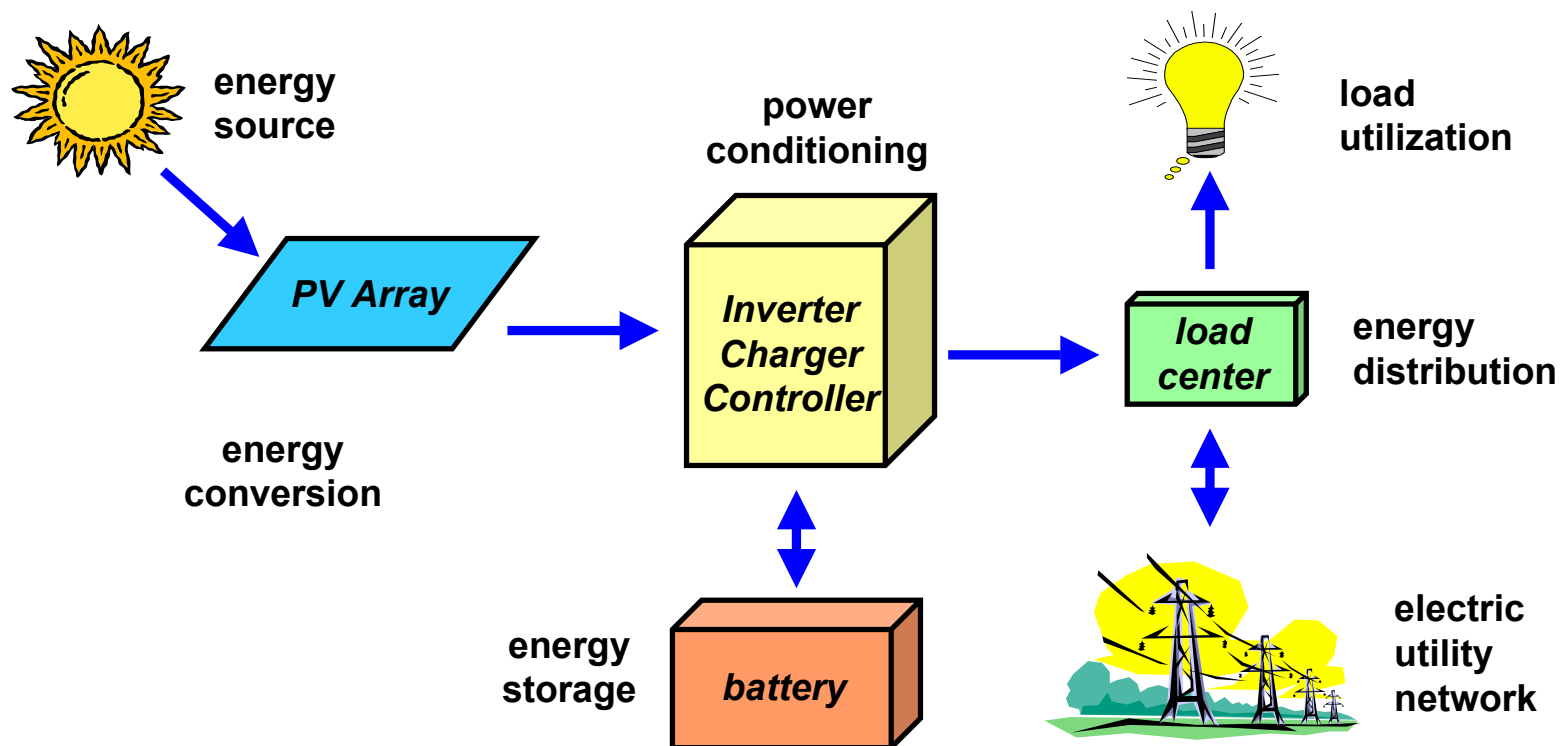 energy
source
power
conditioning
load
utilization
PV Array
Inverter
Charger
Controller
load
center
energy
distribution
energy
conversion
energy
storage
battery
electric
utility
network